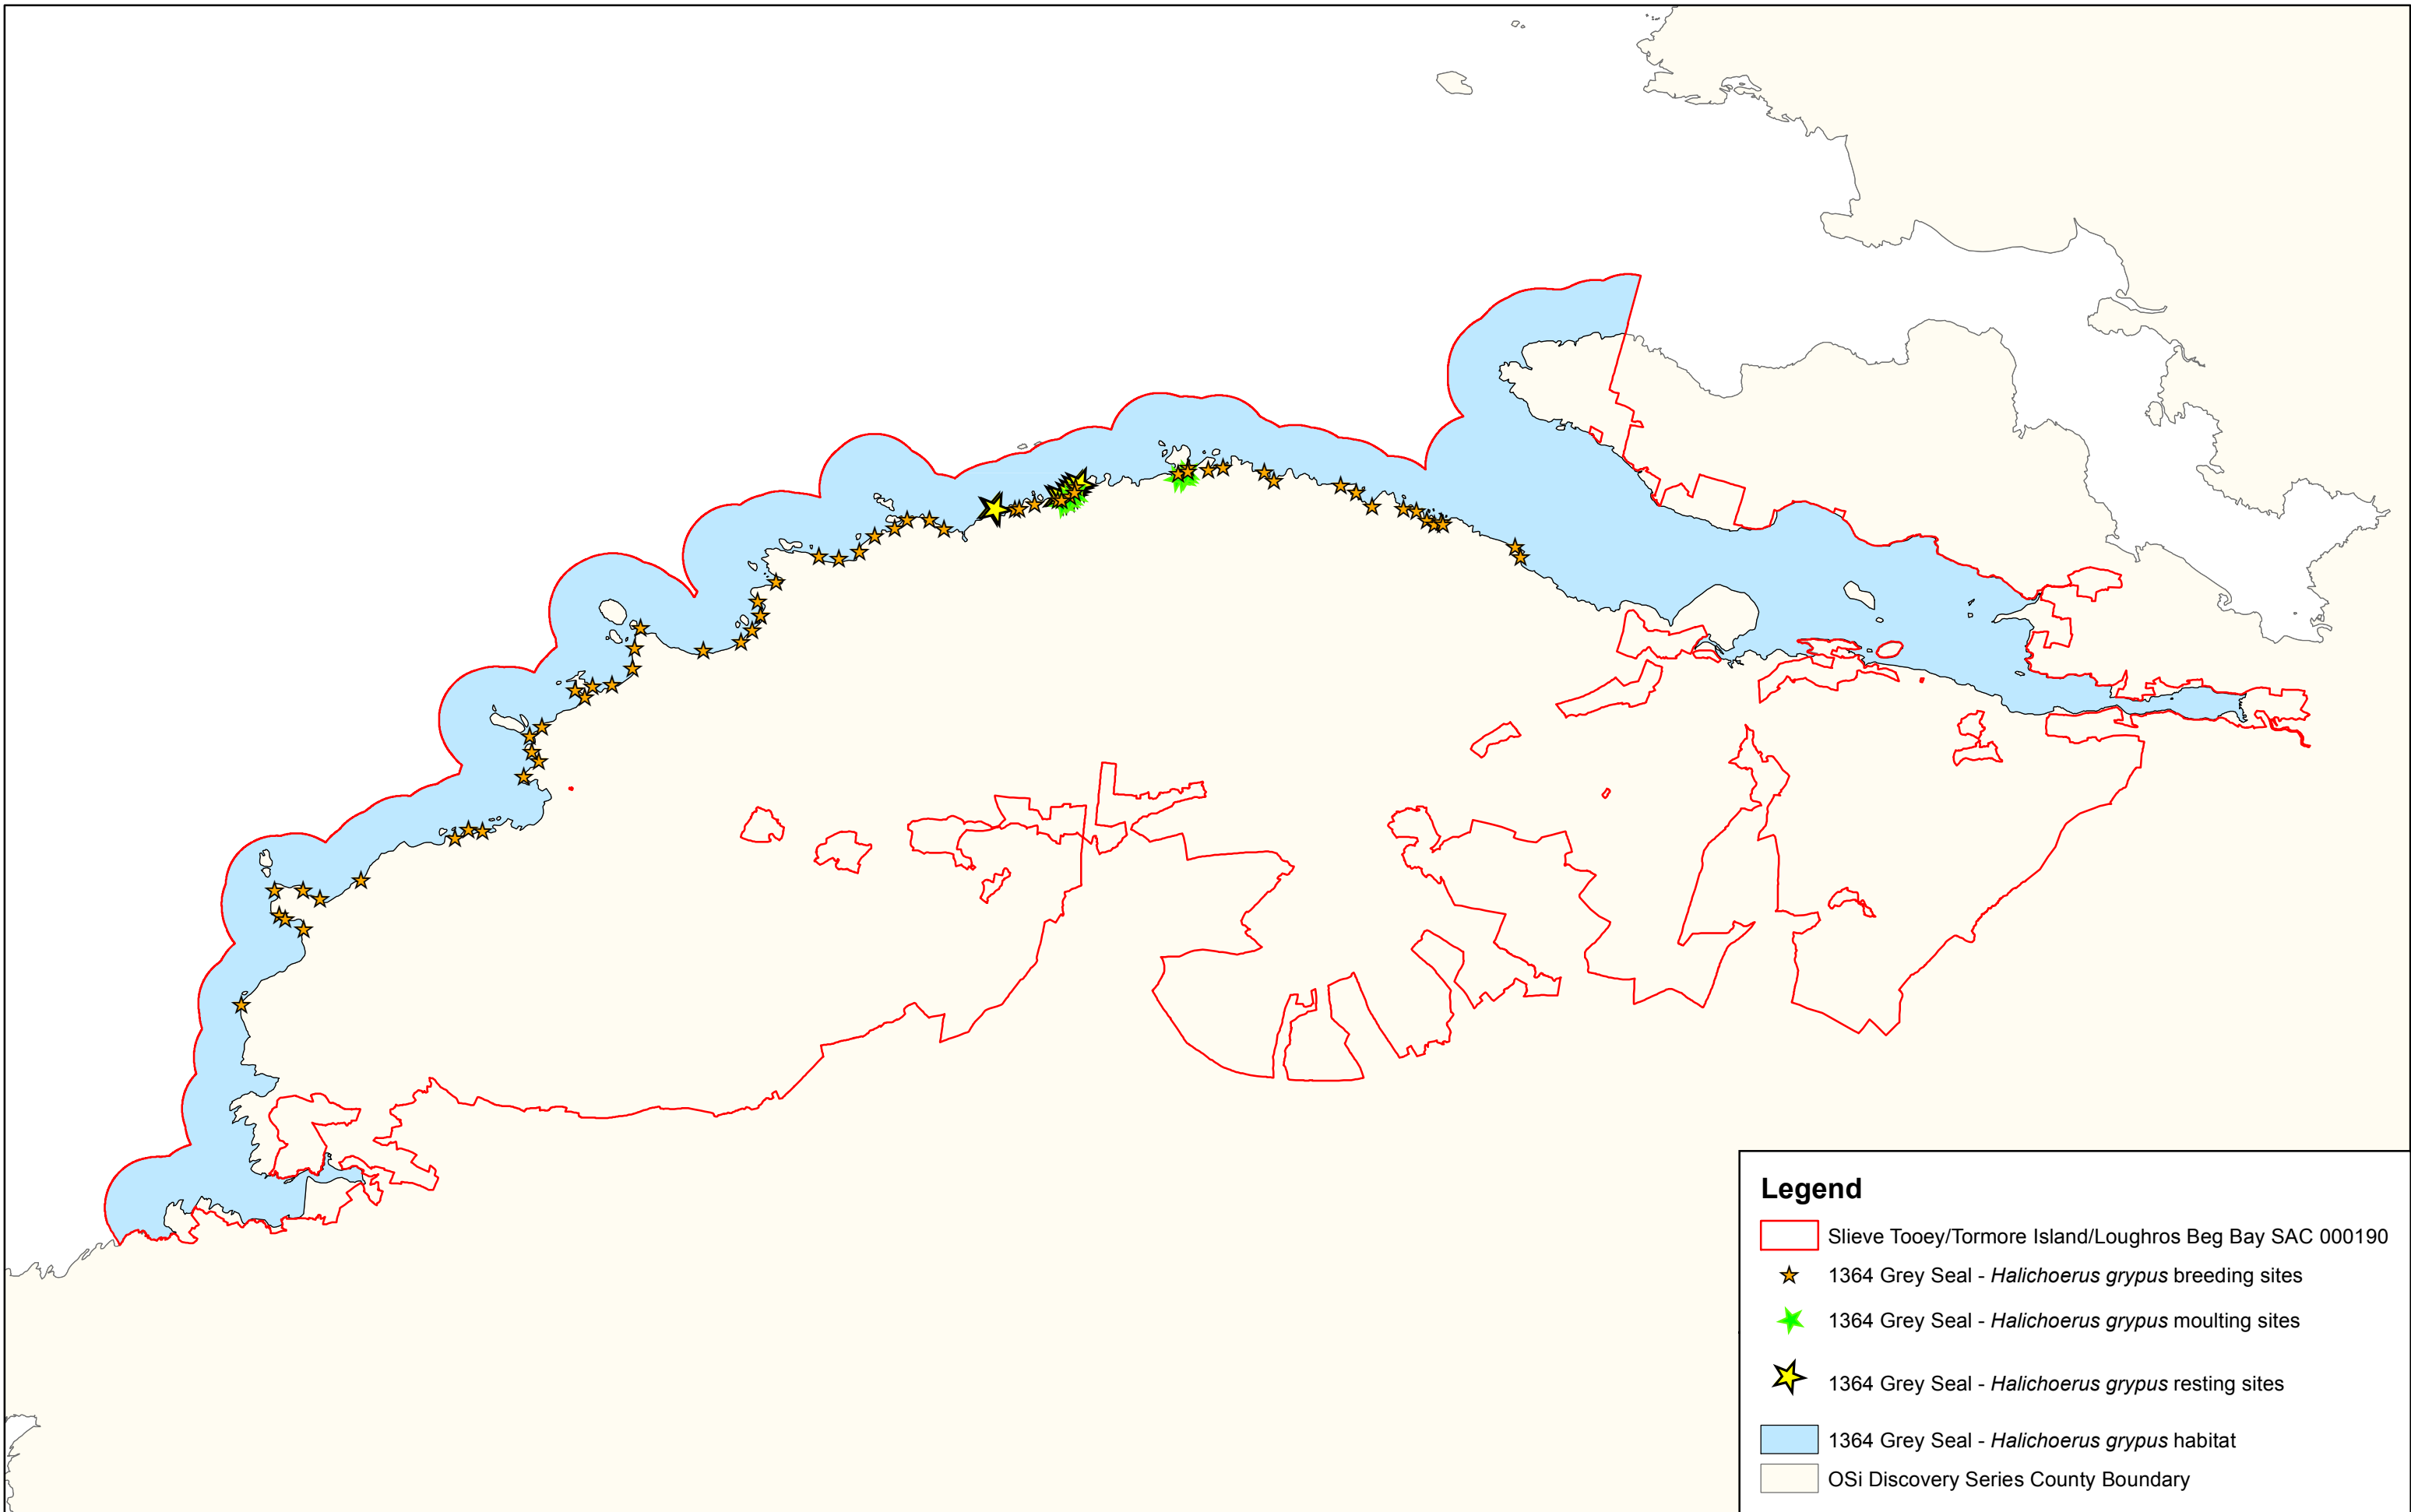 Legend
Slieve Tooey/Tormore Island/Loughros Beg Bay SAC 000190
1364 Grey Seal - Halichoerus grypus breeding sites
1364 Grey Seal - Halichoerus grypus moulting sites
1364 Grey Seal - Halichoerus grypus resting sites
1364 Grey Seal - Halichoerus grypus habitat
OSi Discovery Series County Boundary